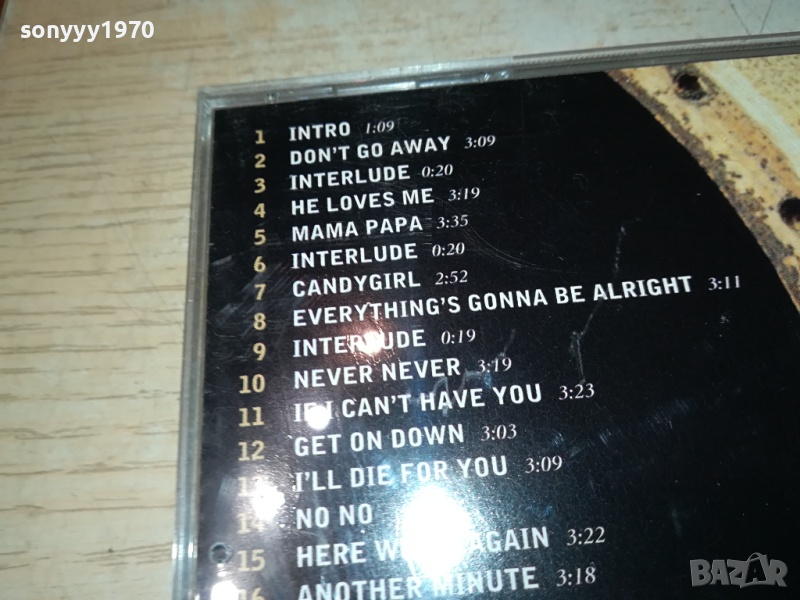 sonyyy1970
1 INTRO 1:09
2 DON'T GO AWAY 3:09
3 INTERLUDE 0:20
4 HE LOVES ME 3:19
5 MAMA PAPA 3:35
6 INTERLUDE 0:20
7 CANDYGIRL 2:52
8 EVERYTHING'S GONNA BE ALRIGHT 3:11
9 INTERLUDE 0:19
10 NEVER NEVER 3:19
11 IF I CAN'T HAVE YOU 3:23
12 GET ON DOWN 3:03
13 I'LL DIE FOR YOU 3:09
14 NO NO
15 HERE AGAIN 3:22
16 ANOTHER MINUTE 3:18
BAZAR